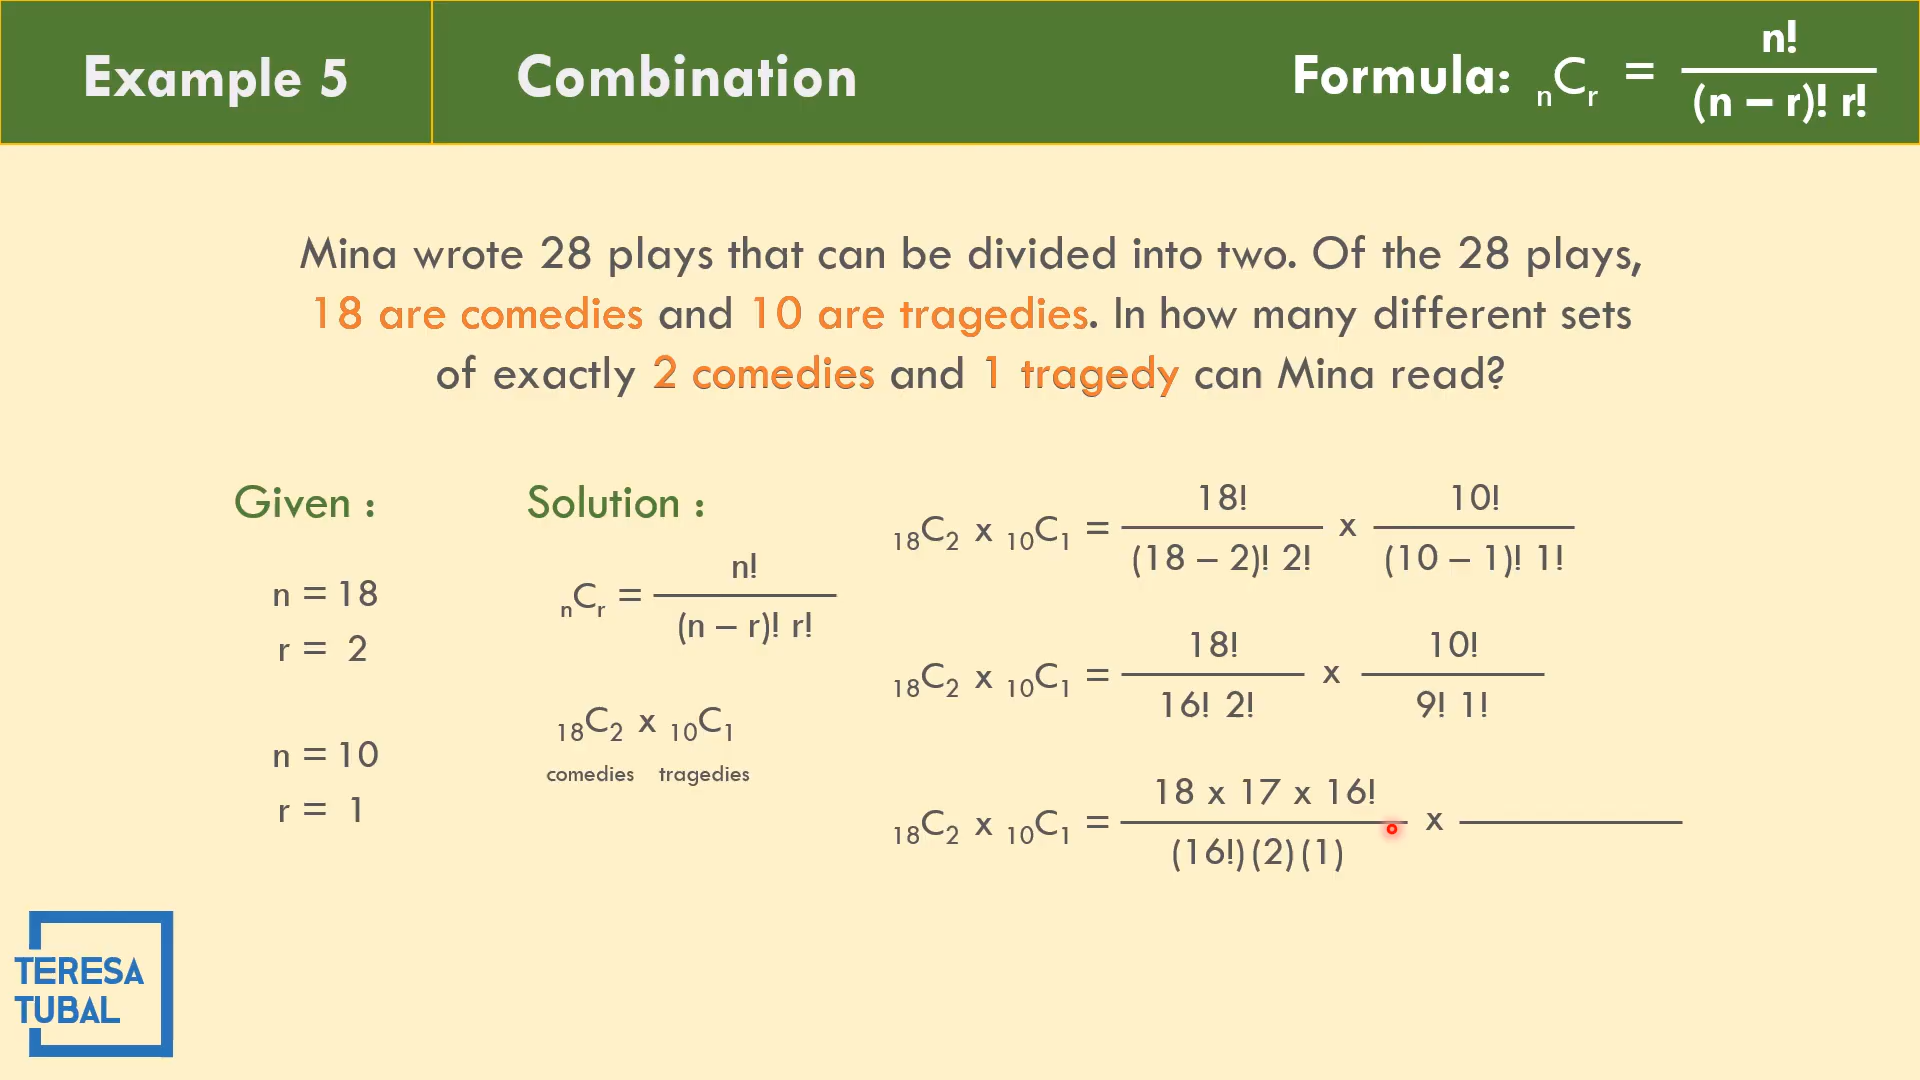 Example 5
Combination
Formula: nCr = n! / (n – r)! r!
Mina wrote 28 plays that can be divided into two. Of the 28 plays,
18 are comedies and 10 are tragedies. In how many different sets
of exactly 2 comedies and 1 tragedy can Mina read?
Given :
n = 18
r = 2
n = 10
r = 1
Solution :
nCr = n! / (n – r)! r!
18C2 x 10C1
comedies tragedies
18C2 x 10C1 = 18! / (18 – 2)! 2! x 10! / (10 – 1)! 1!
18C2 x 10C1 = 18! / 16! 2! x 10! / 9! 1!
18C2 x 10C1 = 18 x 17 x 16! / (16!)(2)(1) x
TERESA
TUBAL